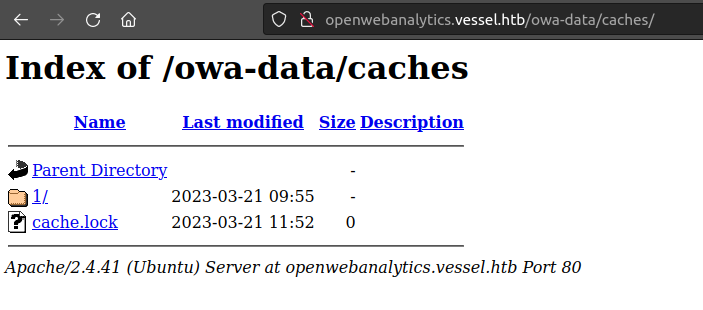 openwebanalytics.vessel.htb/owa-data/caches/
Index of /owa-data/caches
Name Last modified Size Description
Parent Directory -
1/ 2023-03-21 09:55 -
cache.lock 2023-03-21 11:52 0
Apache/2.4.41 (Ubuntu) Server at openwebanalytics.vessel.htb Port 80